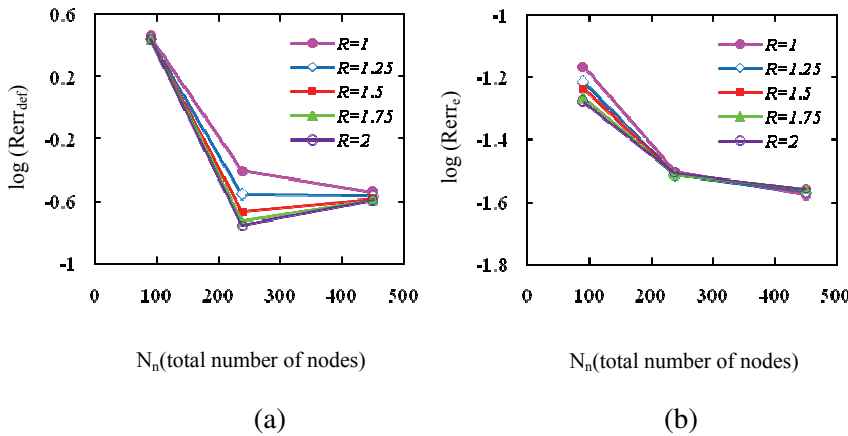 0.6
0.2
-0.2
-0.6
-1
log (Rerr_def)
0 100 200 300 400 500
N_n(total number of nodes)
R=1
R=1.25
R=1.5
R=1.75
R=2
(a)
-1
-1.2
-1.4
-1.6
-1.8
log (Rerr_e)
0 100 200 300 400 500
N_n(total number of nodes)
R=1
R=1.25
R=1.5
R=1.75
R=2
(b)